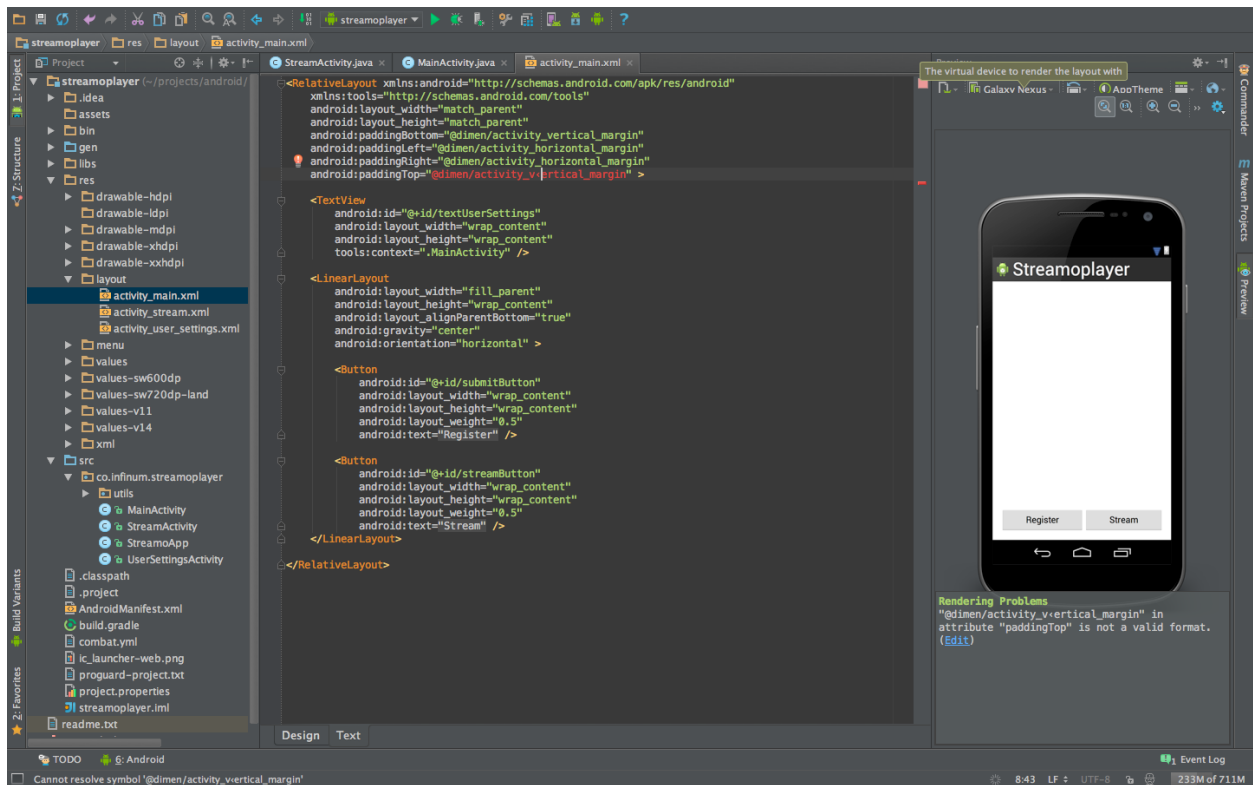 streamoplayer
streamoplayer res layout activity_main.xml
Project
StreamActivity.java
MainActivity.java
activity_main.xml
Preview
The virtual device to render the layout with
Galaxy Nexus
AppTheme
1: Project
Z: Structure
Build Variants
2: Favorites
streamoplayer (~/projects/android/
.idea
assets
bin
gen
libs
res
drawable-hdpi
drawable-ldpi
drawable-mdpi
drawable-xhdpi
drawable-xxhdpi
layout
activity_main.xml
activity_stream.xml
activity_user_settings.xml
menu
values
values-sw600dp
values-sw720dp-land
values-v11
values-v14
xml
src
co.infinum.streamoplayer
utils
MainActivity
StreamActivity
StreamoApp
UserSettingsActivity
.classpath
.project
AndroidManifest.xml
build.gradle
combat.yml
ic_launcher-web.png
proguard-project.txt
project.properties
streamoplayer.iml
readme.txt
<RelativeLayout xmlns:android="http://schemas.android.com/apk/res/android"
xmlns:tools="http://schemas.android.com/tools"
android:layout_width="match_parent"
android:layout_height="match_parent"
android:paddingBottom="@dimen/activity_vertical_margin"
android:paddingLeft="@dimen/activity_horizontal_margin"
android:paddingRight="@dimen/activity_horizontal_margin"
android:paddingTop="@dimen/activity_v‹ertical_margin" >
<TextView
android:id="@+id/textUserSettings"
android:layout_width="wrap_content"
android:layout_height="wrap_content"
tools:context=".MainActivity" />
<LinearLayout
android:layout_width="fill_parent"
android:layout_height="wrap_content"
android:layout_alignParentBottom="true"
android:gravity="center"
android:orientation="horizontal" >
<Button
android:id="@+id/submitButton"
android:layout_width="wrap_content"
android:layout_height="wrap_content"
android:layout_weight="0.5"
android:text="Register" />
<Button
android:id="@+id/streamButton"
android:layout_width="wrap_content"
android:layout_height="wrap_content"
android:layout_weight="0.5"
android:text="Stream" />
</LinearLayout>
</RelativeLayout>
Design Text
Streamoplayer
Register Stream
Rendering Problems
"@dimen/activity_v‹ertical_margin" in
attribute "paddingTop" is not a valid format.
(Edit)
Commander
m Maven Projects
Preview
TODO 6: Android
1 Event Log
Cannot resolve symbol '@dimen/activity_v‹ertical_margin'
8:43 LF UTF-8 233M of 711M